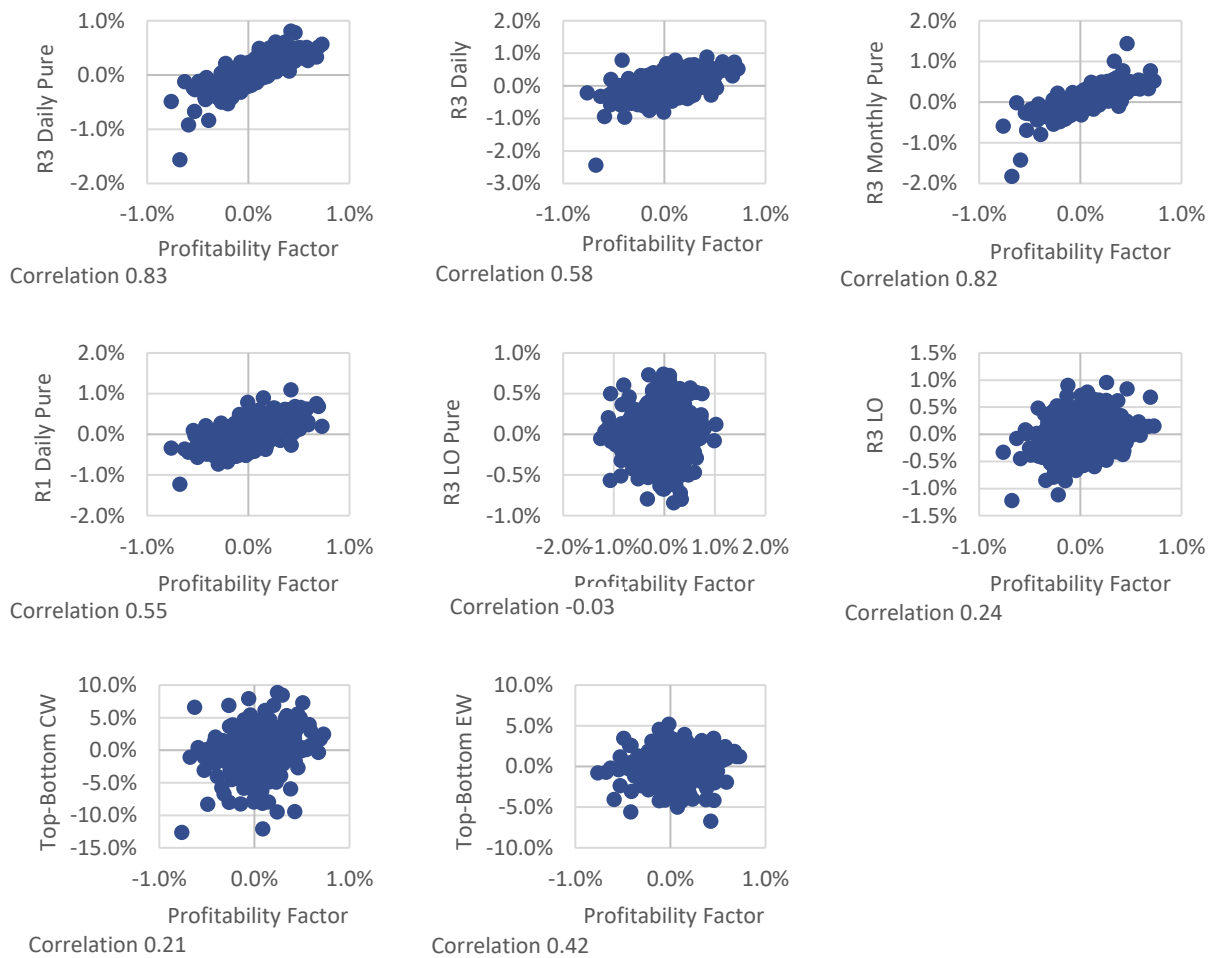 1.0%
0.0%
-1.0%
-2.0%
-1.0% 0.0% 1.0%
R3 Daily Pure
Profitability Factor
Correlation 0.83
2.0%
1.0%
0.0%
-1.0%
-2.0%
-3.0%
-1.0% 0.0% 1.0%
R3 Daily
Profitability Factor
Correlation 0.58
2.0%
1.0%
0.0%
-1.0%
-2.0%
-1.0% 0.0% 1.0%
R3 Monthly Pure
Profitability Factor
Correlation 0.82
2.0%
1.0%
0.0%
-1.0%
-2.0%
-1.0% 0.0% 1.0%
R1 Daily Pure
Profitability Factor
Correlation 0.55
1.0%
0.5%
0.0%
-0.5%
-1.0%
-2.0% -1.0% 0.0% 1.0% 2.0%
R3 LO Pure
Profitability Factor
Correlation -0.03
1.5%
1.0%
0.5%
0.0%
-0.5%
-1.0%
-1.5%
-1.0% 0.0% 1.0%
R3 LO
Profitability Factor
Correlation 0.24
10.0%
5.0%
0.0%
-5.0%
-10.0%
-15.0%
-1.0% 0.0% 1.0%
Top-Bottom CW
Profitability Factor
Correlation 0.21
10.0%
5.0%
0.0%
-5.0%
-10.0%
-1.0% 0.0% 1.0%
Top-Bottom EW
Profitability Factor
Correlation 0.42